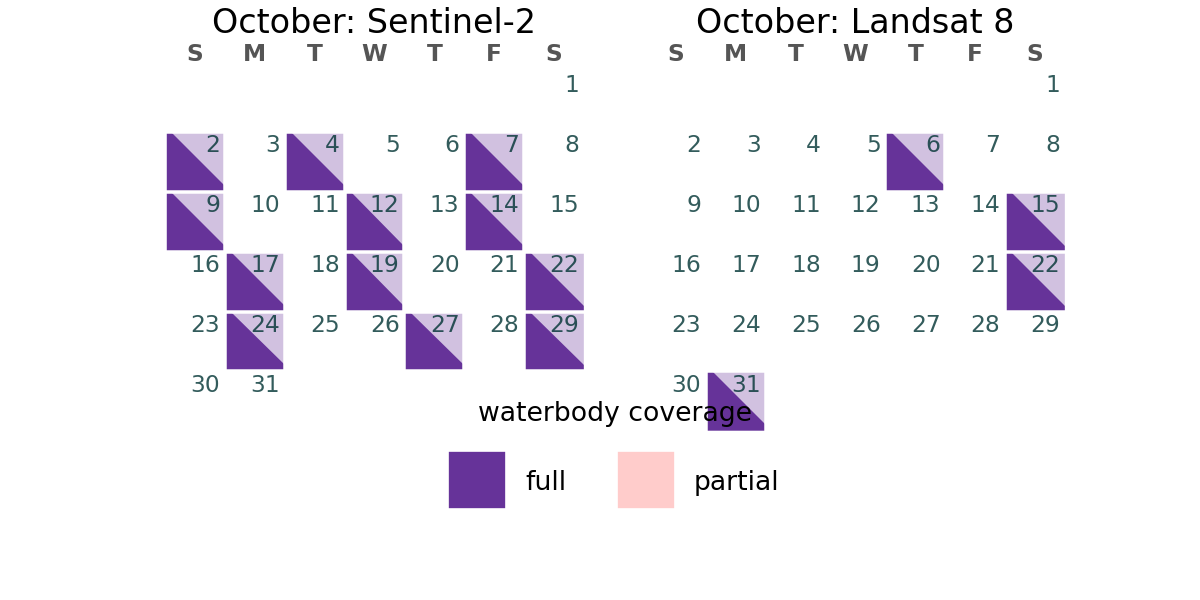 October: Sentinel-2
S M T W T F S
1
2 3 4 5 6 7 8
9 10 11 12 13 14 15
16 17 18 19 20 21 22
23 24 25 26 27 28 29
30 31
October: Landsat 8
S M T W T F S
1
2 3 4 5 6 7 8
9 10 11 12 13 14 15
16 17 18 19 20 21 22
23 24 25 26 27 28 29
30 31
waterbody coverage
full partial